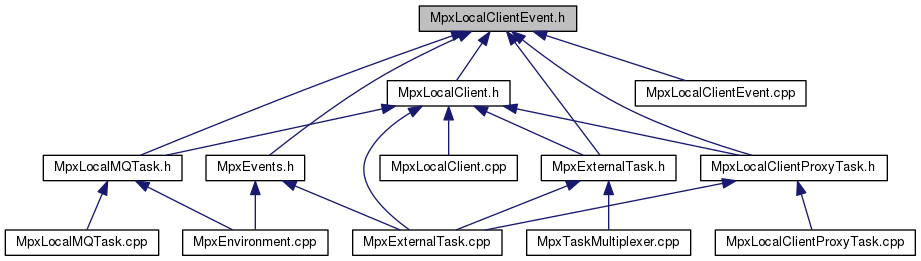 MpxLocalClientEvent.h
MpxLocalClient.h
MpxLocalClientEvent.cpp
MpxLocalMQTask.h
MpxEvents.h
MpxLocalClient.cpp
MpxExternalTask.h
MpxLocalClientProxyTask.h
MpxLocalMQTask.cpp
MpxEnvironment.cpp
MpxExternalTask.cpp
MpxTaskMultiplexer.cpp
MpxLocalClientProxyTask.cpp